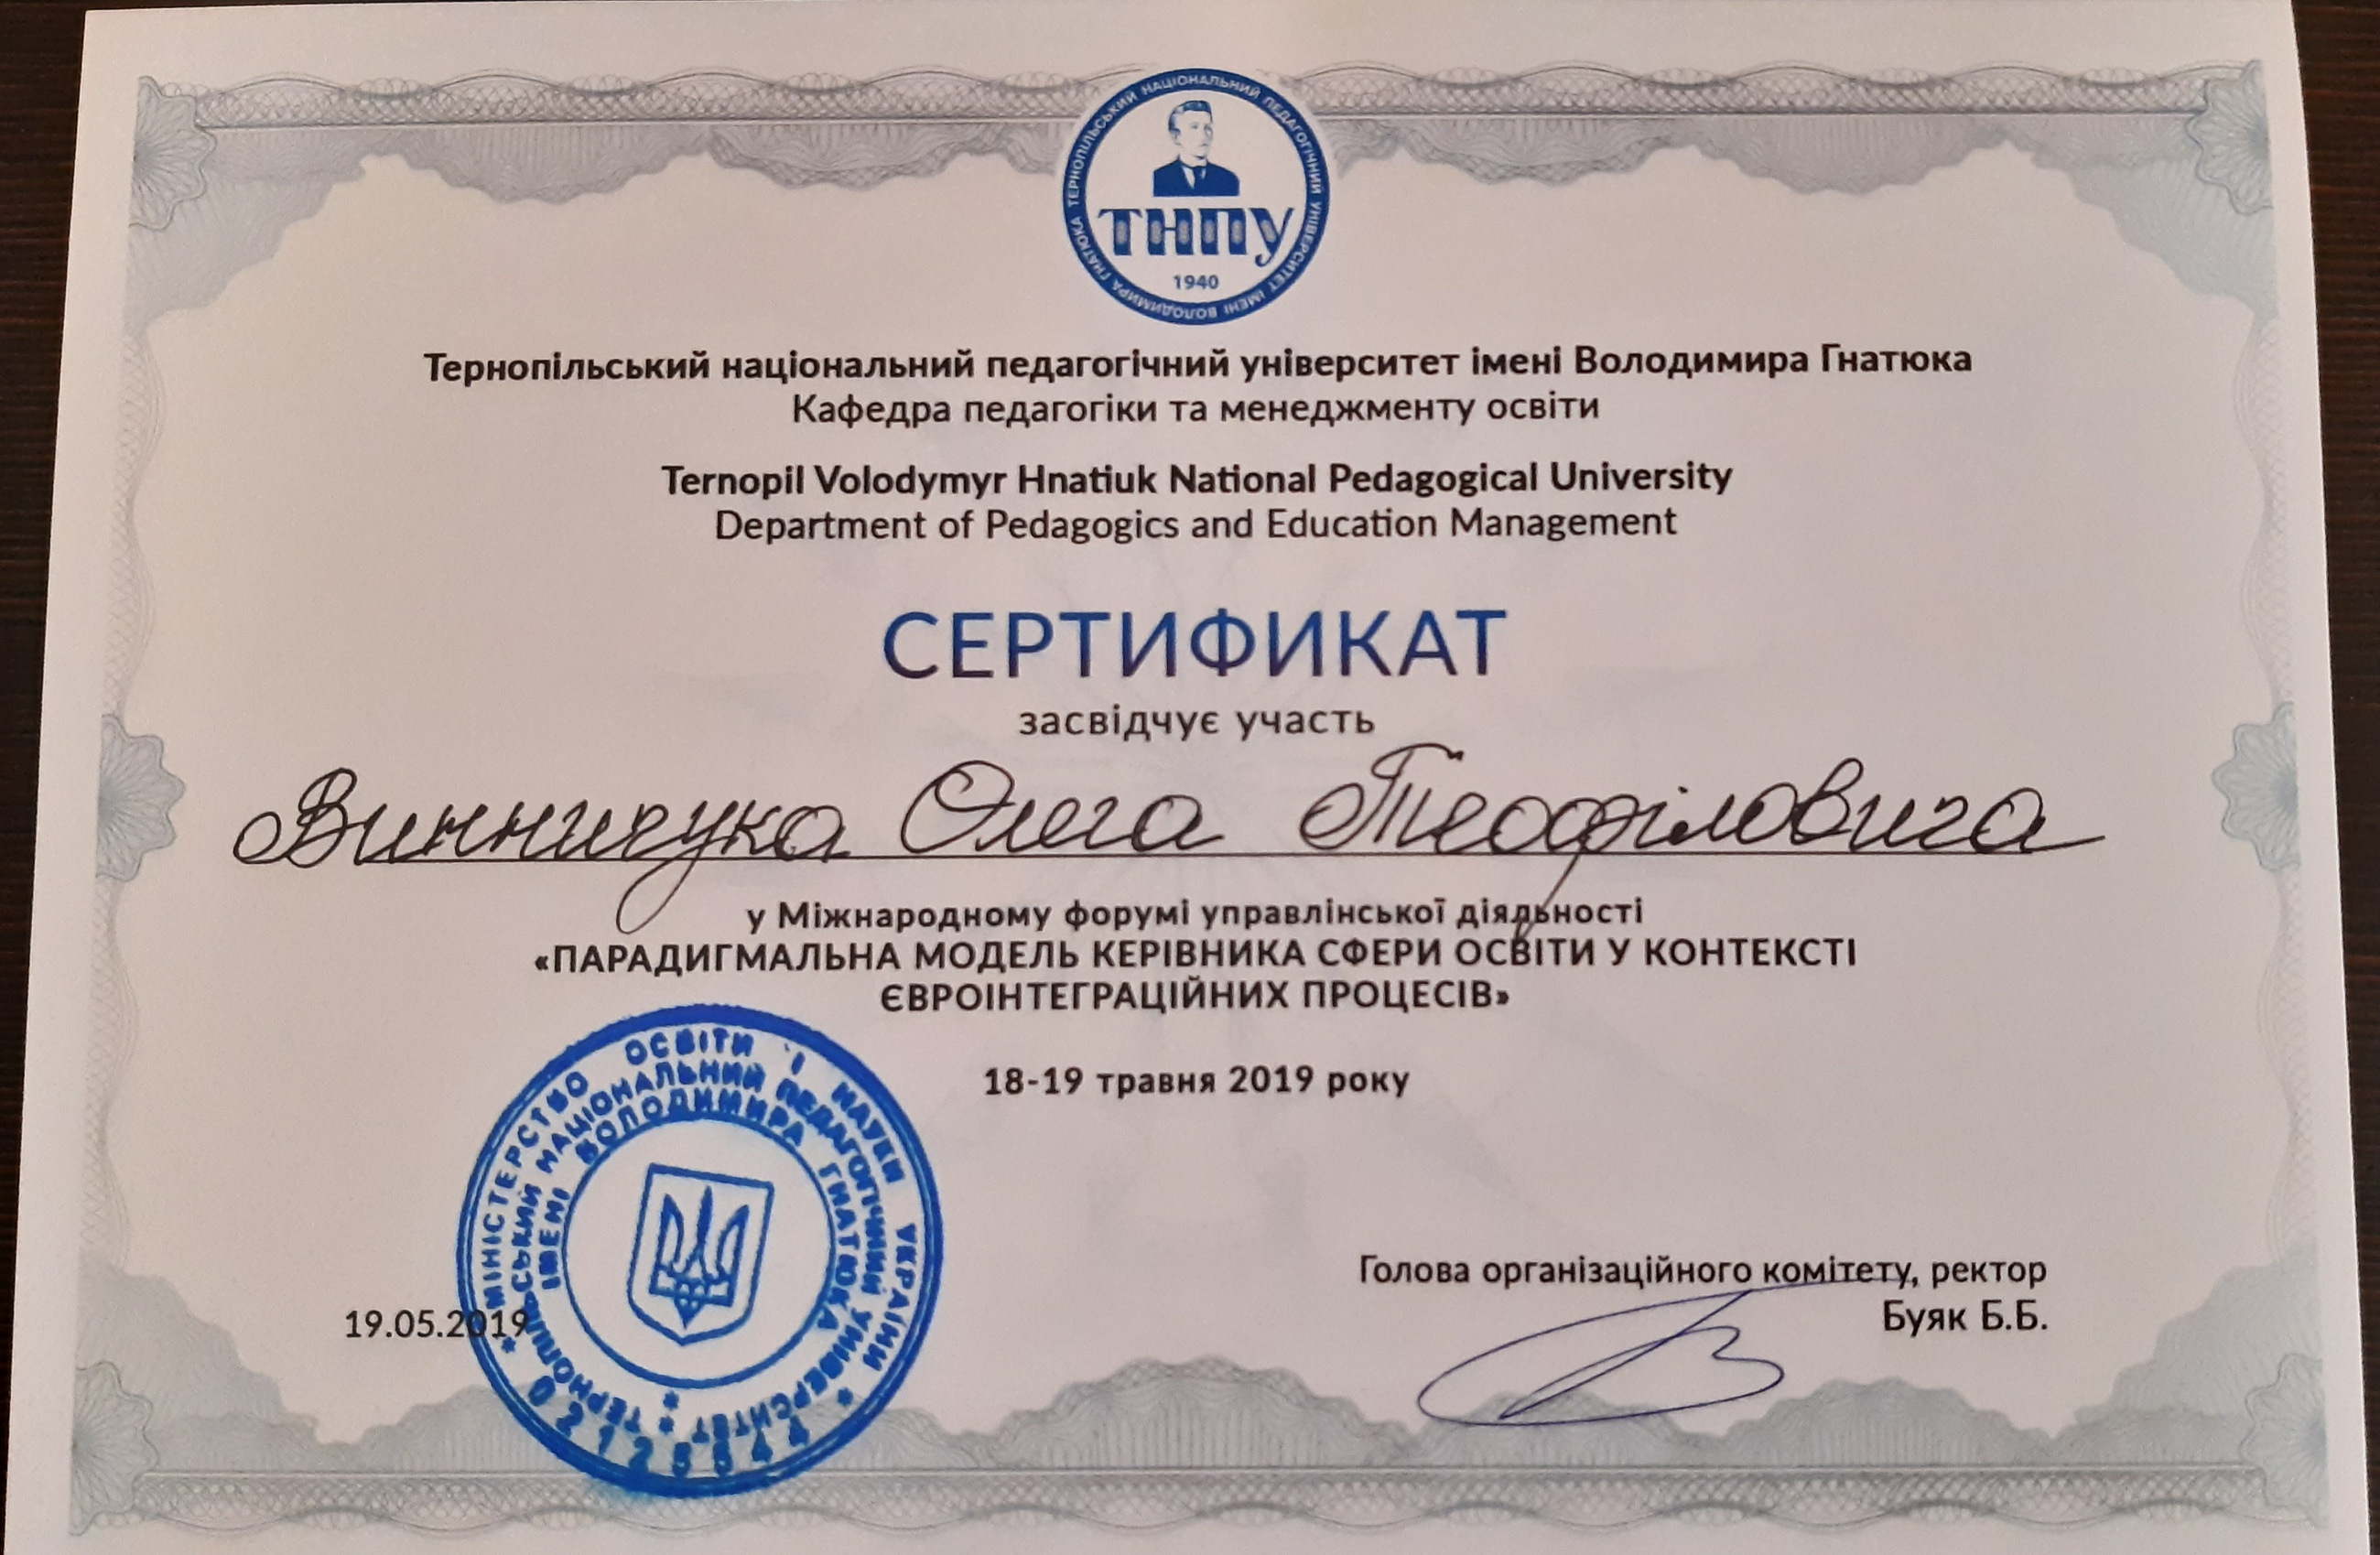 ТЕРНОПІЛЬСЬКИЙ НАЦІОНАЛЬНИЙ ПЕДАГОГІЧНИЙ УНІВЕРСИТЕТ ІМЕНІ ВОЛОДИМИРА ГНАТЮКА
ТНПУ
1940
Тернопільський національний педагогічний університет імені Володимира Гнатюка
Кафедра педагогіки та менеджменту освіти
Ternopil Volodymyr Hnatiuk National Pedagogical University
Department of Pedagogics and Education Management
СЕРТИФИКАТ
засвідчує участь
Винничука Олега Теофіловича
у Міжнародному форумі управлінської діяльності
«ПАРАДИГМАЛЬНА МОДЕЛЬ КЕРІВНИКА СФЕРИ ОСВІТИ У КОНТЕКСТІ
ЄВРОІНТЕГРАЦІЙНИХ ПРОЦЕСІВ»
18-19 травня 2019 року
МІНІСТЕРСТВО ОСВІТИ І НАУКИ УКРАЇНИ
ТЕРНОПІЛЬСЬКИЙ НАЦІОНАЛЬНИЙ ПЕДАГОГІЧНИЙ УНІВЕРСИТЕТ
ІМЕНІ ВОЛОДИМИРА ГНАТЮКА
02125544
Голова організаційного комітету, ректор
Буяк Б.Б.
19.05.2019